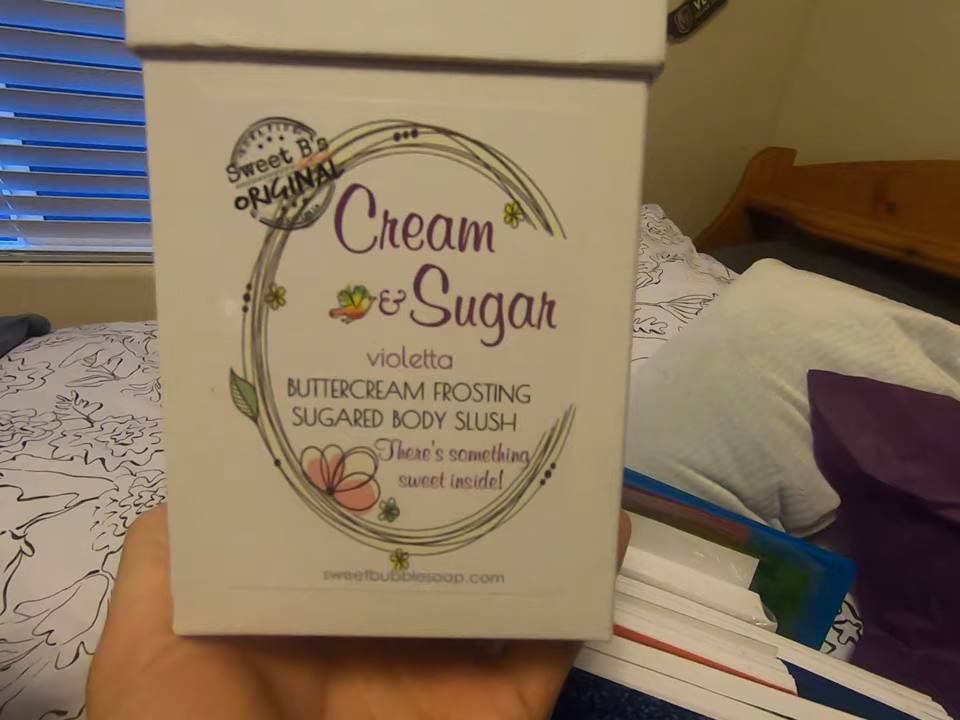 Sweet B's
ORIGINAL
Cream
& Sugar
violetta
BUTTERCREAM FROSTING
SUGARED BODY SLUSH
There's something
sweet inside!
sweetbubblesoap.com